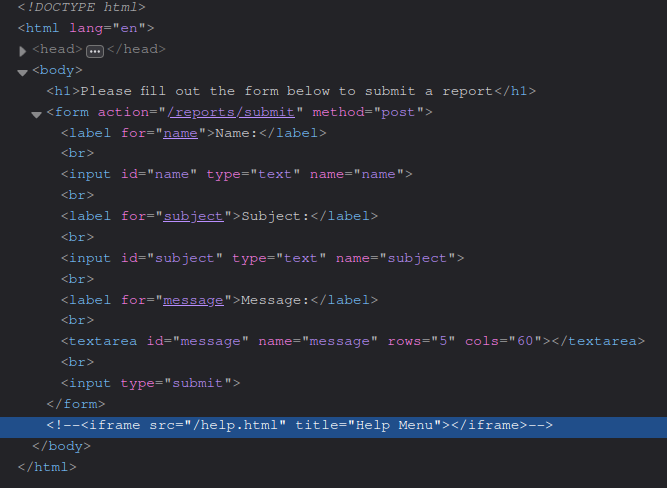 <!DOCTYPE html>
<html lang="en">
<head>···</head>
<body>
<h1>Please fill out the form below to submit a report</h1>
<form action="/reports/submit" method="post">
<label for="name">Name:</label>
<br>
<input id="name" type="text" name="name">
<br>
<label for="subject">Subject:</label>
<br>
<input id="subject" type="text" name="subject">
<br>
<label for="message">Message:</label>
<br>
<textarea id="message" name="message" rows="5" cols="60"></textarea>
<br>
<input type="submit">
</form>
<!--<iframe src="/help.html" title="Help Menu"></iframe>-->
</body>
</html>